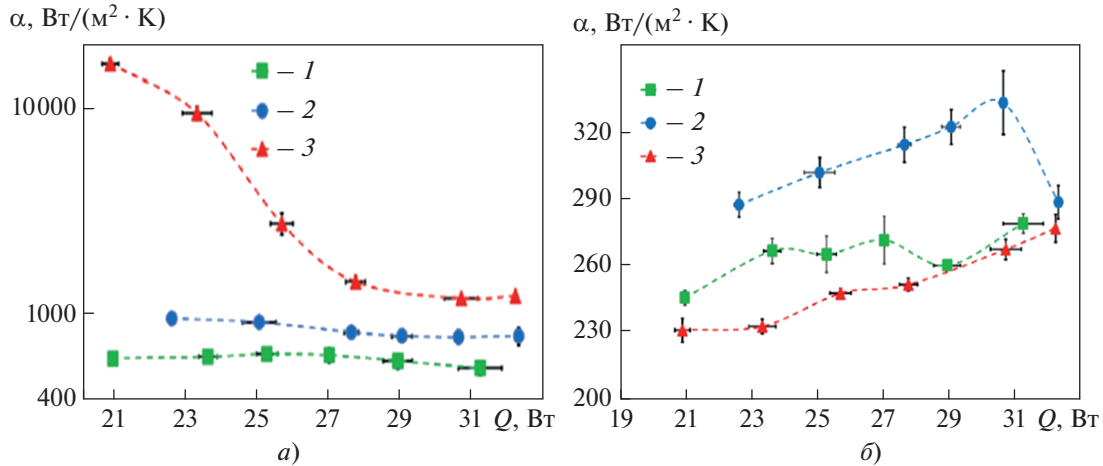 α, Вт/(м² · К)
10000
1000
400
– 1
– 2
– 3
21 23 25 27 29 31 Q, Вт
а)
α, Вт/(м² · К)
320
290
260
230
200
– 1
– 2
– 3
19 21 23 25 27 29 31 Q, Вт
б)